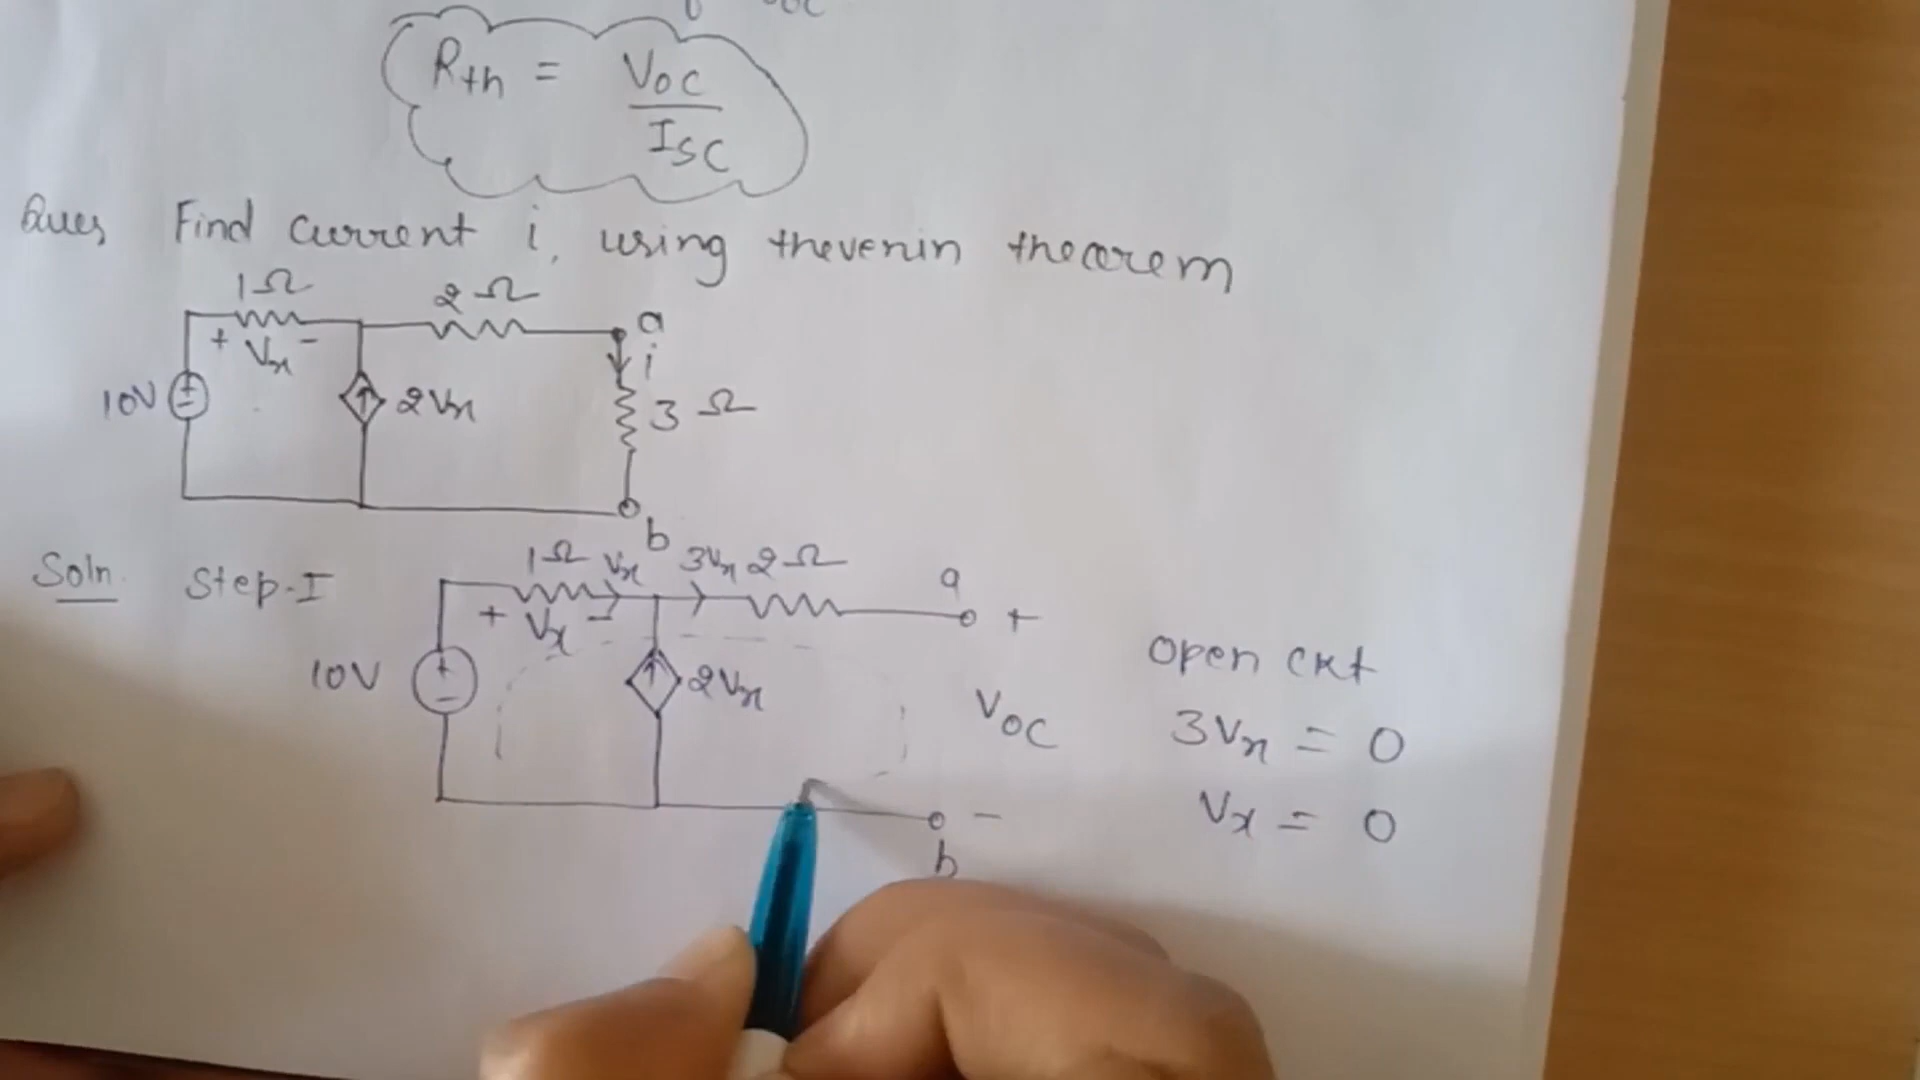 Rth = Voc
Isc
Ques Find current i, using thevenin thearem
1Ω 2Ω a
+ Vx - i
10V 2Vx 3 Ω
b
Soln. Step-I 1Ω Vx 3Vx 2Ω a
+ Vx - +
10V 2Vx Voc open ckt
3Vx = 0
Vx = 0
-
b